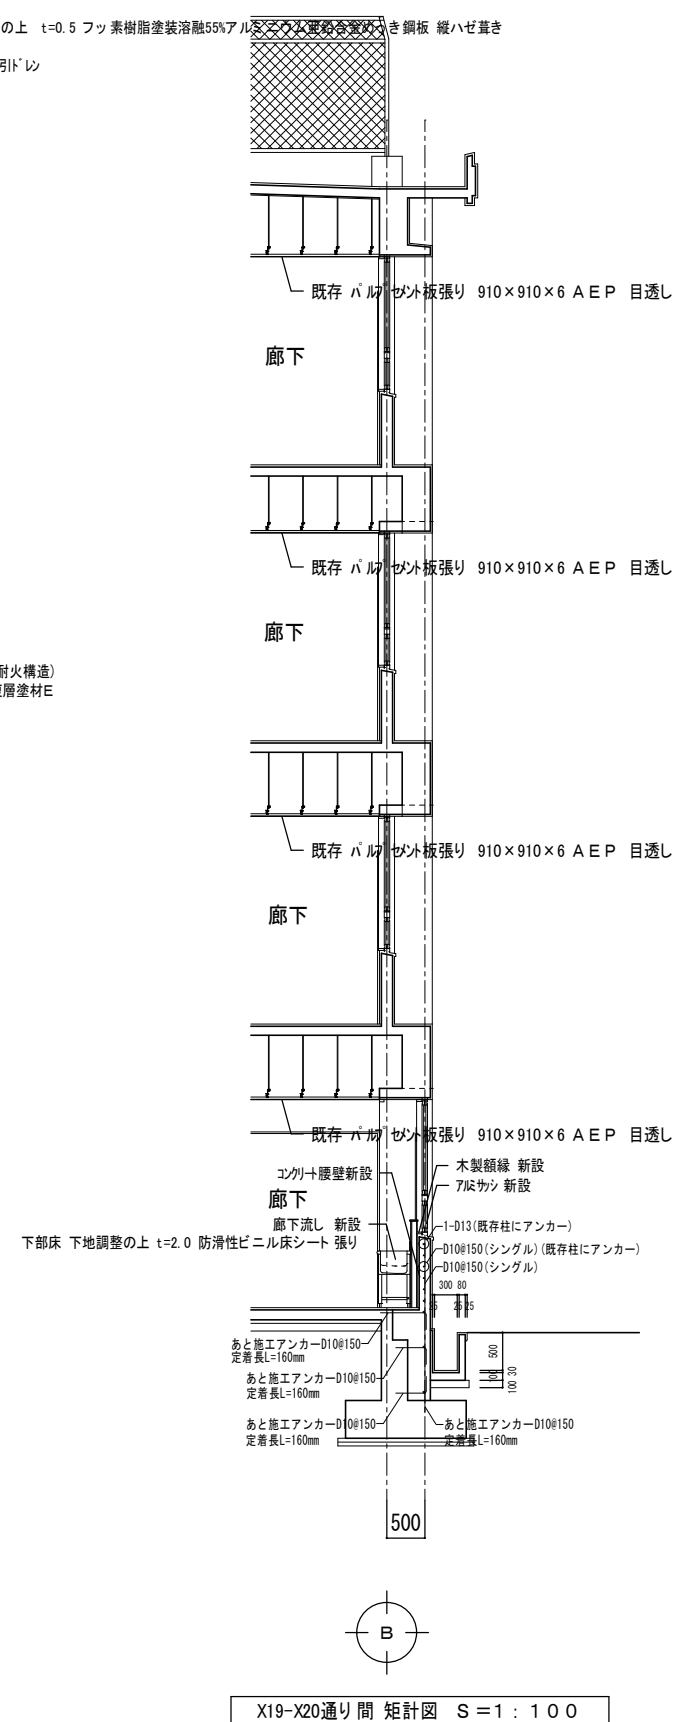 の上 t=0.5 フッ素樹脂塗装溶融55%アルミニウム亜鉛合金めっき鋼板 縦ハゼ葺き
引ドレン
既存 パルプセメント板張り 910×910×6 AEP 目透し
廊下
既存 パルプセメント板張り 910×910×6 AEP 目透し
廊下
耐火構造)
層塗材E
既存 パルプセメント板張り 910×910×6 AEP 目透し
廊下
既存 パルプセメント板張り 910×910×6 AEP 目透し
木製額縁 新設
コンクリート腰壁新設
アルミサッシ 新設
廊下
廊下流し 新設
1-D13(既存柱にアンカー)
下部床 下地調整の上 t=2.0 防滑性ビニル床シート 張り
D10@150(シングル)(既存柱にアンカー)
D10@150(シングル)
300 80
25 25 25
あと施工アンカーD10@150
定着長L=160mm
500
100
100 30
あと施工アンカーD10@150
定着長L=160mm
あと施工アンカーD10@150
定着長L=160mm
あと施工アンカーD10@150
定着長L=160mm
500
B
X19-X20通り間 矩計図 S=1:100